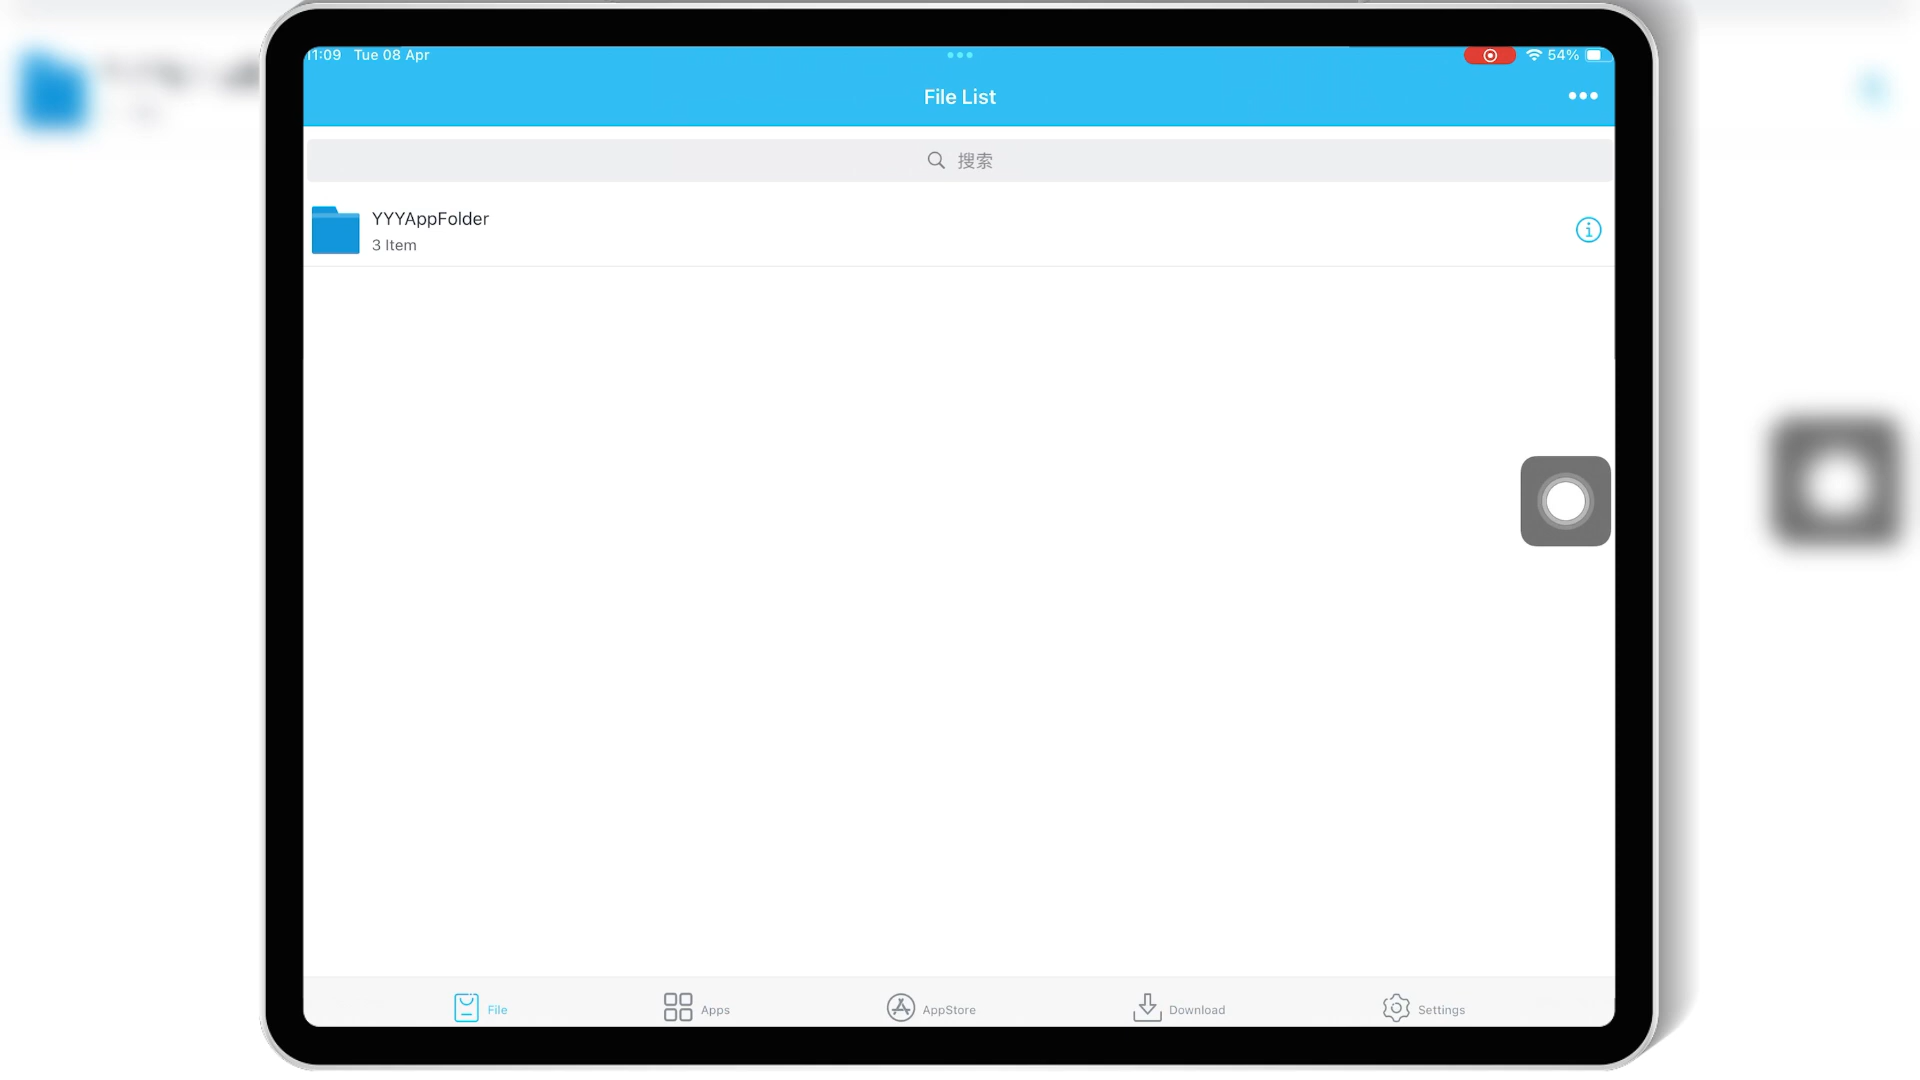 11:09 Tue 08 Apr
54%
File List
搜索
YYYAppFolder
3 Item
File
Apps
AppStore
Download
Settings